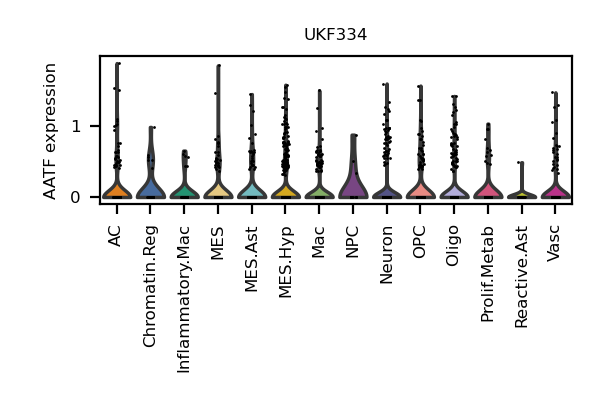 UKF334
AATF expression
1
0
AC
Chromatin.Reg
Inflammatory.Mac
MES
MES.Ast
MES.Hyp
Mac
NPC
Neuron
OPC
Oligo
Prolif.Metab
Reactive.Ast
Vasc